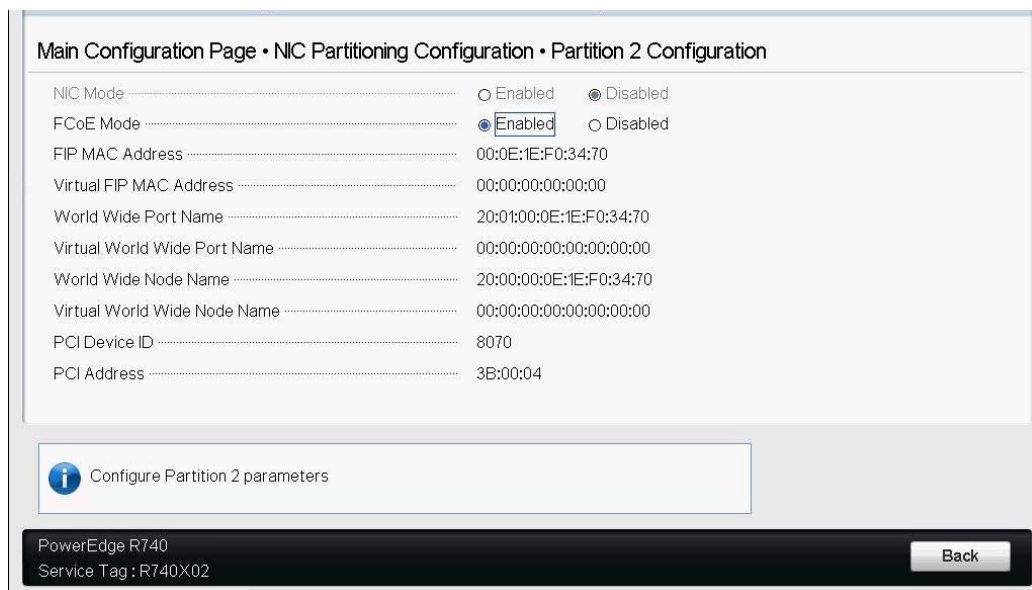 Main Configuration Page • NIC Partitioning Configuration • Partition 2 Configuration
NIC Mode Enabled Disabled
FCoE Mode Enabled Disabled
FIP MAC Address 00:0E:1E:F0:34:70
Virtual FIP MAC Address 00:00:00:00:00:00
World Wide Port Name 20:01:00:0E:1E:F0:34:70
Virtual World Wide Port Name 00:00:00:00:00:00:00:00
World Wide Node Name 20:00:00:0E:1E:F0:34:70
Virtual World Wide Node Name 00:00:00:00:00:00:00:00
PCI Device ID 8070
PCI Address 3B:00:04
Configure Partition 2 parameters
PowerEdge R740
Service Tag : R740X02
Back